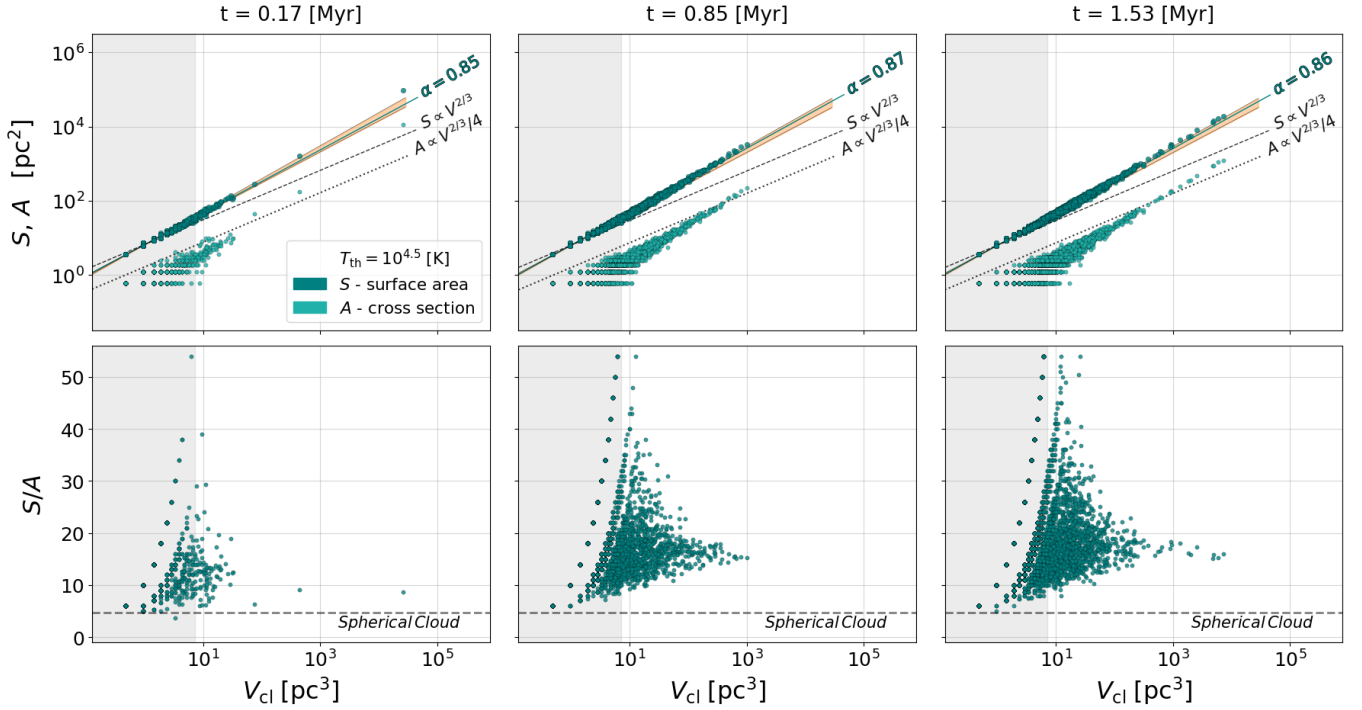 t = 0.17 [Myr]
t = 0.85 [Myr]
t = 1.53 [Myr]
10^6
10^4
10^2
10^0
S, A [pc^2]
α = 0.85
S ∝ V^{2/3}
A ∝ V^{2/3}/4
T_th = 10^{4.5} [K]
S - surface area
A - cross section
α = 0.87
S ∝ V^{2/3}
A ∝ V^{2/3}/4
α = 0.86
S ∝ V^{2/3}
A ∝ V^{2/3}/4
50
40
30
20
10
0
S/A
Spherical Cloud
Spherical Cloud
Spherical Cloud
10^1
10^3
10^5
10^1
10^3
10^5
10^1
10^3
10^5
V_cl [pc^3]
V_cl [pc^3]
V_cl [pc^3]